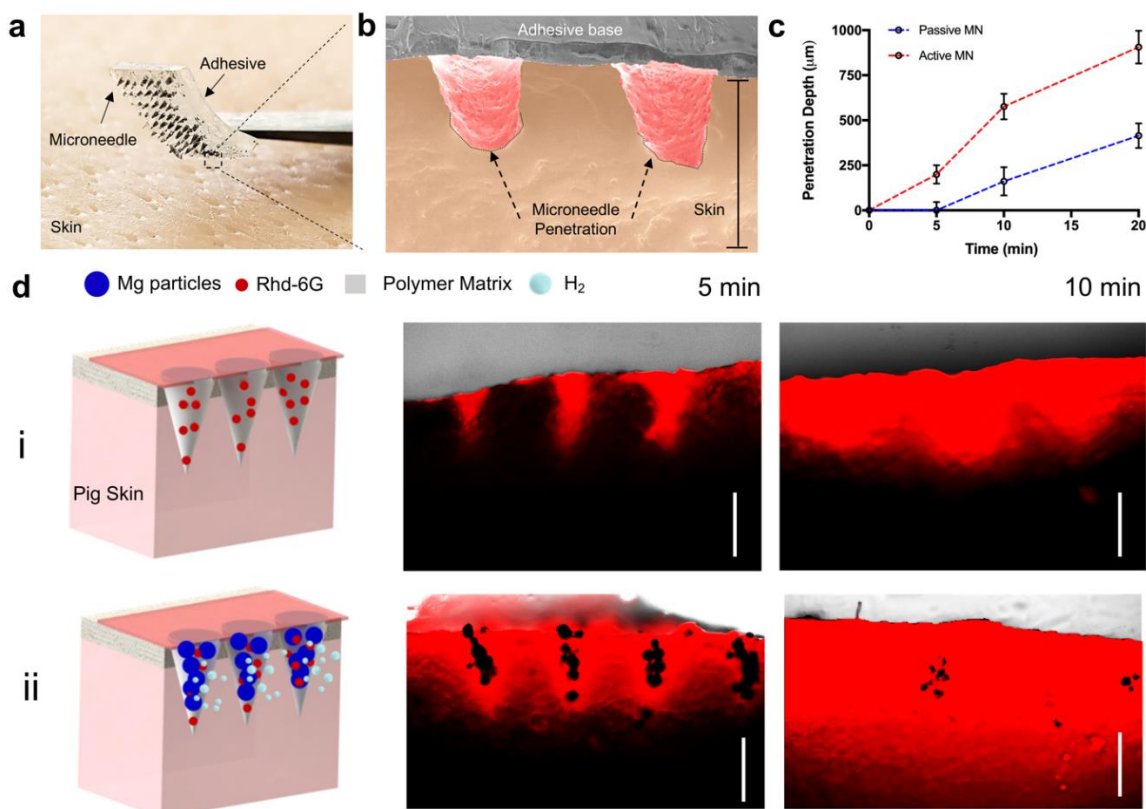 a
Adhesive
Microneedle
Skin
b
Adhesive base
Microneedle
Penetration
Skin
c
Passive MN
Active MN
Penetration Depth (μm)
1000
750
500
250
0
0
5
10
15
20
Time (min)
d
Mg particles
Rhd-6G
Polymer Matrix
H₂
5 min
10 min
i
Pig Skin
ii